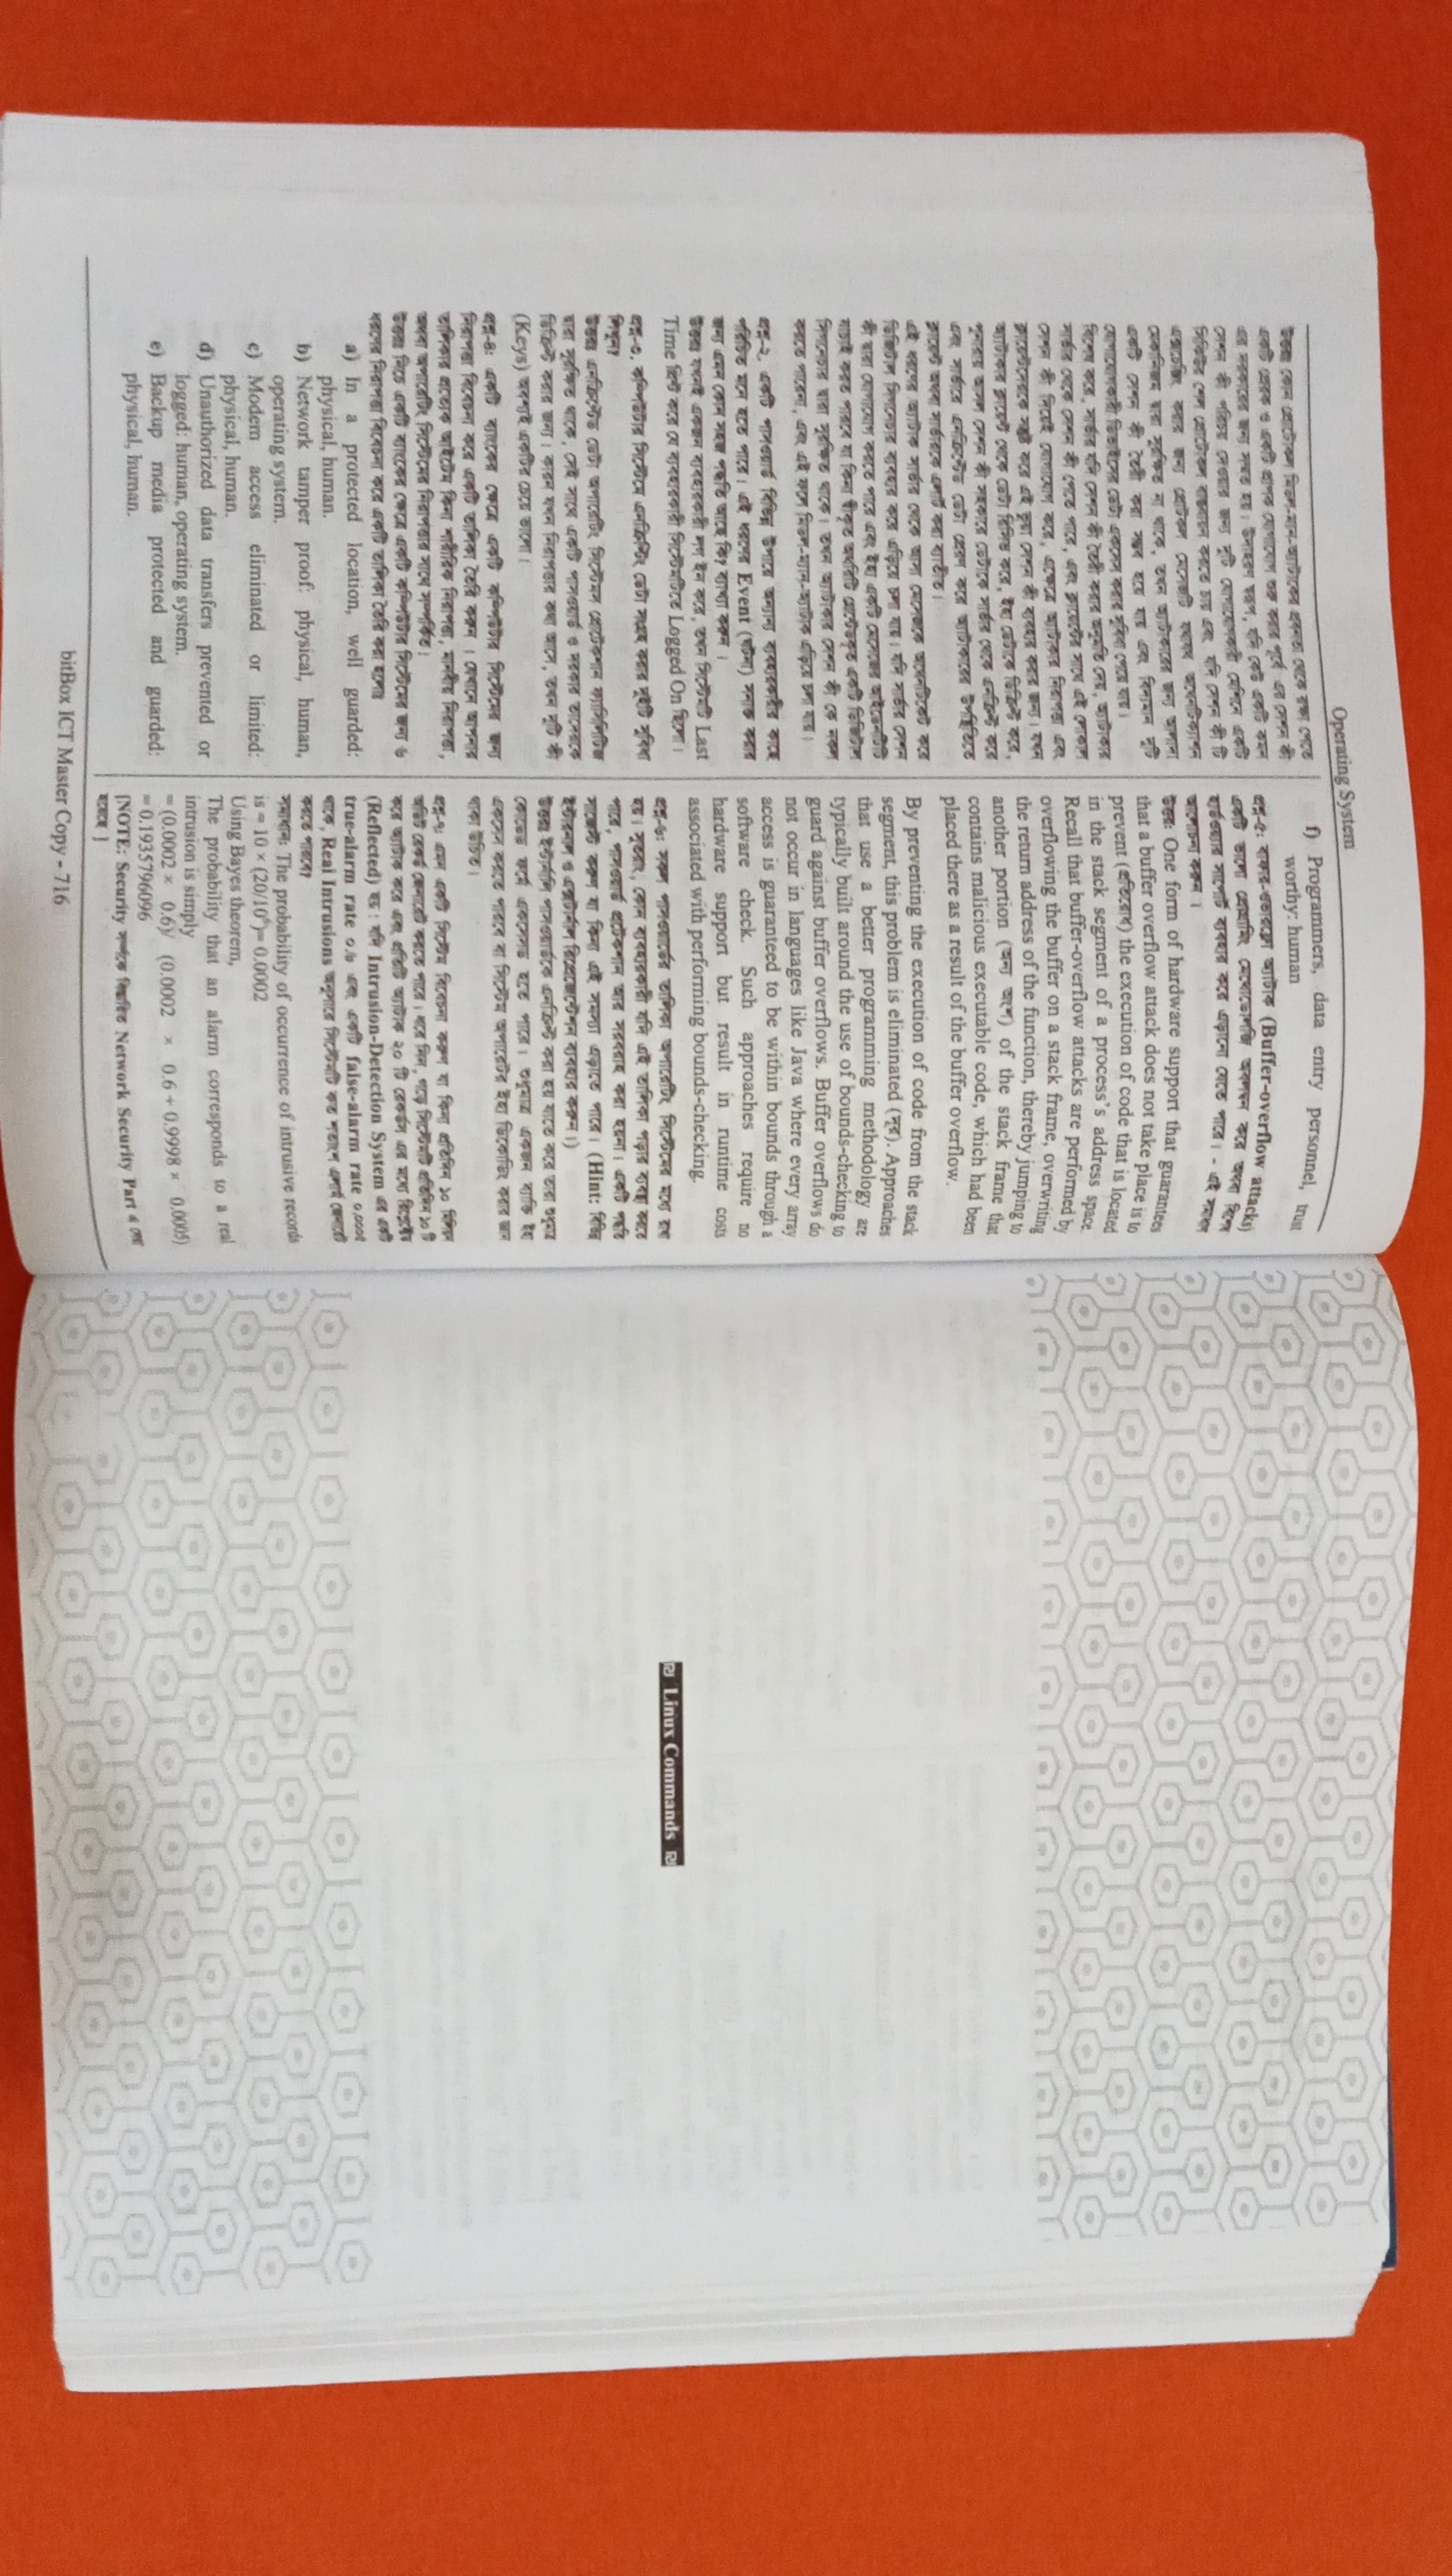 Operating System
উত্তরঃ কোন প্রোটোকল মিডল-ম্যান-অ্যাটাকের প্রবনতা থেকে রক্ষা পেতে
একটি প্রেরক ও একটি প্রাপক যোগাযোগ শুরু করার পূর্বে এর সেশন কী
এর দরকারের জন্য সম্মত হয়। উদাহরণ স্বরূপ, যদি কেউ একটি কমন
সেশন কী পরিচয় দেওয়ার জন্য দুটি যোগাযোগকারী মেশিনে একটি
সিকিউর শেল প্রোটোকল বাস্তবায়ন করতে চায় এবং যদি সেশন কী টি
এক্সচেঞ্জিং করার জন্য প্রোটকল মেসেজটি যথাযথ অথেনটিক্যাশন
মেকানিজম দ্বারা সুরক্ষিত না থাকে, তখন অ্যাটাকারের জন্য আলাদা
একটি সেশন কী তৈরী করা সম্ভব হয়ে যায় এবং বিদ্যমান দুটি
যোগাযোগকারী ডিভাইসের ডেটা একসেস করার সুবিধা পেয়ে যায়।
বিশেষ করে, সার্ভার যদি সেশন কী তৈরী করার অনুমতি দেয়, অ্যাটাকার
সার্ভার থেকে সেশন কী পেতে পারে, এবং ক্লায়েন্টের সাথে এই লোকাল
সেশন কী দিয়েই যোগাযোগ করে, এক্ষেত্রে অ্যাটাকার নিরাপত্তা এবং
ক্লায়েন্টদেরকে সন্তুষ্ট করে এই ভুয়া সেশন কী ব্যবহার করার জন্য। যখন
অ্যাটাকার ক্লায়েন্ট থেকে ডেটা রিসিভ করে, ইহা ডেটাকে ডিক্রিপ্ট করে,
পুনারায় আসল সেশন কী সহকারে ডেটাকে সার্ভার থেকে এনক্রিপ্ট করে
এবং সার্ভারে এনক্রিপ্টেড ডেটা প্রেরণ করে অ্যাটাকারের উপস্থিতিতে
ক্লায়েন্ট অথবা সার্ভারকে এলার্ট করা ব্যতীত।
এই ধরণের অ্যাটাক সার্ভার থেকে আসা মেসেজকে অথেনটিকেট করে
ডিজিটাল সিগনেচার ব্যবহার করে এড়িয়ে চলা যায়। যদি সার্ভার সেশন
কী দ্বারা যোগাযোগ করতে পারে এবং ইহা একটি মেসেজের আইডেনটিটি
যাচাই করত পারবে যা কিনা স্বীকৃত অথরিটি গ্রেন্টেডকৃত একটি ডিজিটাল
সিগনেচার দ্বারা সুরক্ষিত থাকে। তখন অ্যাটাকার সেশন কী কে নকল
করতে পারেনা, এবং এই ফলে মিডল-ম্যান-অ্যাটাক এড়িয়ে চলা যায়।
প্রশ্ন-২. একটি পাসওয়ার্ড বিভিন্ন উপায়ে অন্যান্য ব্যবহারকারীর কাছে
পরিচিত মনে হতে পারে। এই ধরণের Event (ঘটনা) সনাক্ত করার
জন্য এমন কোন সহজ পদ্ধতি আছে কি? ব্যাখ্যা করুন ।
উত্তরঃ যখনই একজন ব্যবহারকারী লগ ইন করে, তখন সিস্টেমটি Last
Time প্রিন্ট করে যে ব্যবহারকারী সিস্টেমটিতে Logged On ছিলো।
প্রশ্ন-৩. কম্পিউটার সিস্টেমে এনক্রিপ্টিং ডেটা সংগ্রহ করার দুইটি সুবিধা
লিখুন?
উত্তরঃ এনক্রিপ্টেড ডেটা অপারেটিং সিস্টেমস প্রোটেকশান ফ্যাসিলিটিজ
দ্বারা সুরক্ষিত থাকে, সেই সাথে একটি পাসওয়ার্ড ও দরকার তাদেরকে
ডিক্রিপ্ট করার জন্য। কারন যখন নিরাপত্তার কথা আসে, তখন দুটি কী
(Keys) অবশ্যই একটির চেয়ে ভালো।
প্রশ্ন-৪: একটি ব্যাংকের ক্ষেত্রে একটি কম্পিউটার সিস্টেমের জন্য
নিরাপত্তা বিবেচনা করে একটি তালিকা তৈরি করুন । যেখানে আপনার
তালিকার প্রত্যেক আইটেম কিনা শারীরিক নিরাপত্তা, মানবীয় নিরাপত্তা,
অথবা অপারেটিং সিস্টেমের নিরাপত্তার সাথে সম্পর্কিত।
উত্তরঃ নিচে একটি ব্যাংকের ক্ষেত্রে একটি কম্পিউটার সিস্টেমের জন্য ৬
ধরণের নিরাপত্তা বিবেচনা করে একটি তালিকা তৈরি করা হলোঃ
a) In a protected location, well guarded:
physical, human.
b) Network tamper proof: physical, human,
operating system.
c) Modem access eliminated or limited:
physical, human.
d) Unauthorized data transfers prevented or
logged: human, operating system.
e) Backup media protected and guarded:
physical, human.
f) Programmers, data entry personnel, trust
worthy: human
প্রশ্ন-৫: বাফার-ওভারফ্লো অ্যাটাক (Buffer-overflow attacks)
একটি ভালো প্রোগ্রামিং মেথোডোলজি অবলম্বন করে অথবা বিশেষ
হার্ডওয়্যার সাপোর্ট ব্যবহার করে এড়ানো যেতে পারে। - এই সমাধান
আলোচনা করুন ।
উত্তর: One form of hardware support that guarantees
that a buffer overflow attack does not take place is to
prevent (প্রতিরোধ) the execution of code that is located
in the stack segment of a process's address space.
Recall that buffer-overflow attacks are performed by
overflowing the buffer on a stack frame, overwriting
the return address of the function, thereby jumping to
another portion (অন্য অংশ) of the stack frame that
contains malicious executable code, which had been
placed there as a result of the buffer overflow.
By preventing the execution of code from the stack
segment, this problem is eliminated (দূর). Approaches
that use a better programming methodology are
typically built around the use of bounds-checking to
guard against buffer overflows. Buffer overflows do
not occur in languages like Java where every array
access is guaranteed to be within bounds through a
software check. Such approaches require no
hardware support but result in runtime costs
associated with performing bounds-checking.
প্রশ্ন-৬: সকল পাসওয়ার্ডের তালিকা অপারেটিং সিস্টেমের মধ্যে রাখা
হয়। সুতরাং, কোন ব্যবহারকারী যদি এই তালিকা পড়ার ব্যবস্থা করতে
পারে, পাসওয়ার্ড প্রটেকশান আর সরবরাহ করা হয়না। একটি পদ্ধতি
সাজেস্ট করুণ যা কিনা এই সমস্যা এড়াতে পারে। (Hint: বিভিন্ন
ইন্টারনাল ও এক্সটার্নাল রিপ্রেজেন্টেশন ব্যবহার করুন।)
উত্তরঃ ইন্টার্নালি পাসওয়ার্ডকে এনক্রিপ্ট করা হয় যাতে করে তারা শুধুমাত্র
কোডেড ফর্মে একসেসড হতে পারে। শুধুমাত্র একজন ব্যাক্তি ইহা
একসেস করতে পারবে বা সিস্টেম অপারেটর ইহা ডিকোডিং করার জ্ঞান
থাকা উচিত।
প্রশ্ন-৭: এমন একটি সিস্টেম বিবেচনা করুণ যা কিনা প্রতিদিন ১০ মিলিয়ন
অডিট রেকর্ড জেনারেট করতে পারে। ধরে নিন, গড়ে সিস্টেমটি প্রতিদিন ১০ টি
করে অ্যাটাক করে এবং প্রতিটি অ্যাটাক ২০ টি রেকর্ডস এর মধ্যে রিফ্লেক্টেড
(Reflected) হয় : যদি Intrusion-Detection System এর একটি
true-alarm rate ০.৬ এবং একটি false-alarm rate ০.০০০৫
থাকে, Real Intrusions অনুসারে সিস্টেমটি কত শতাংশ এলার্ম জেনারেট
করতে পারবে?
সমাধান: The probability of occurrence of intrusive records
is = 10 × (20/10⁶)= 0.0002
Using Bayes theorem,
The probability that an alarm corresponds to a real
intrusion is simply
= (0.0002 × 0.6)/ (0.0002 × 0.6 + 0.9998 × 0.0005)
= 0.1935796096
[NOTE: Security সম্পর্কে বিস্তারিত Network Security Part এ দেয়া
হয়েছে ]
bitBox ICT Master Copy - 716
Linux Commands